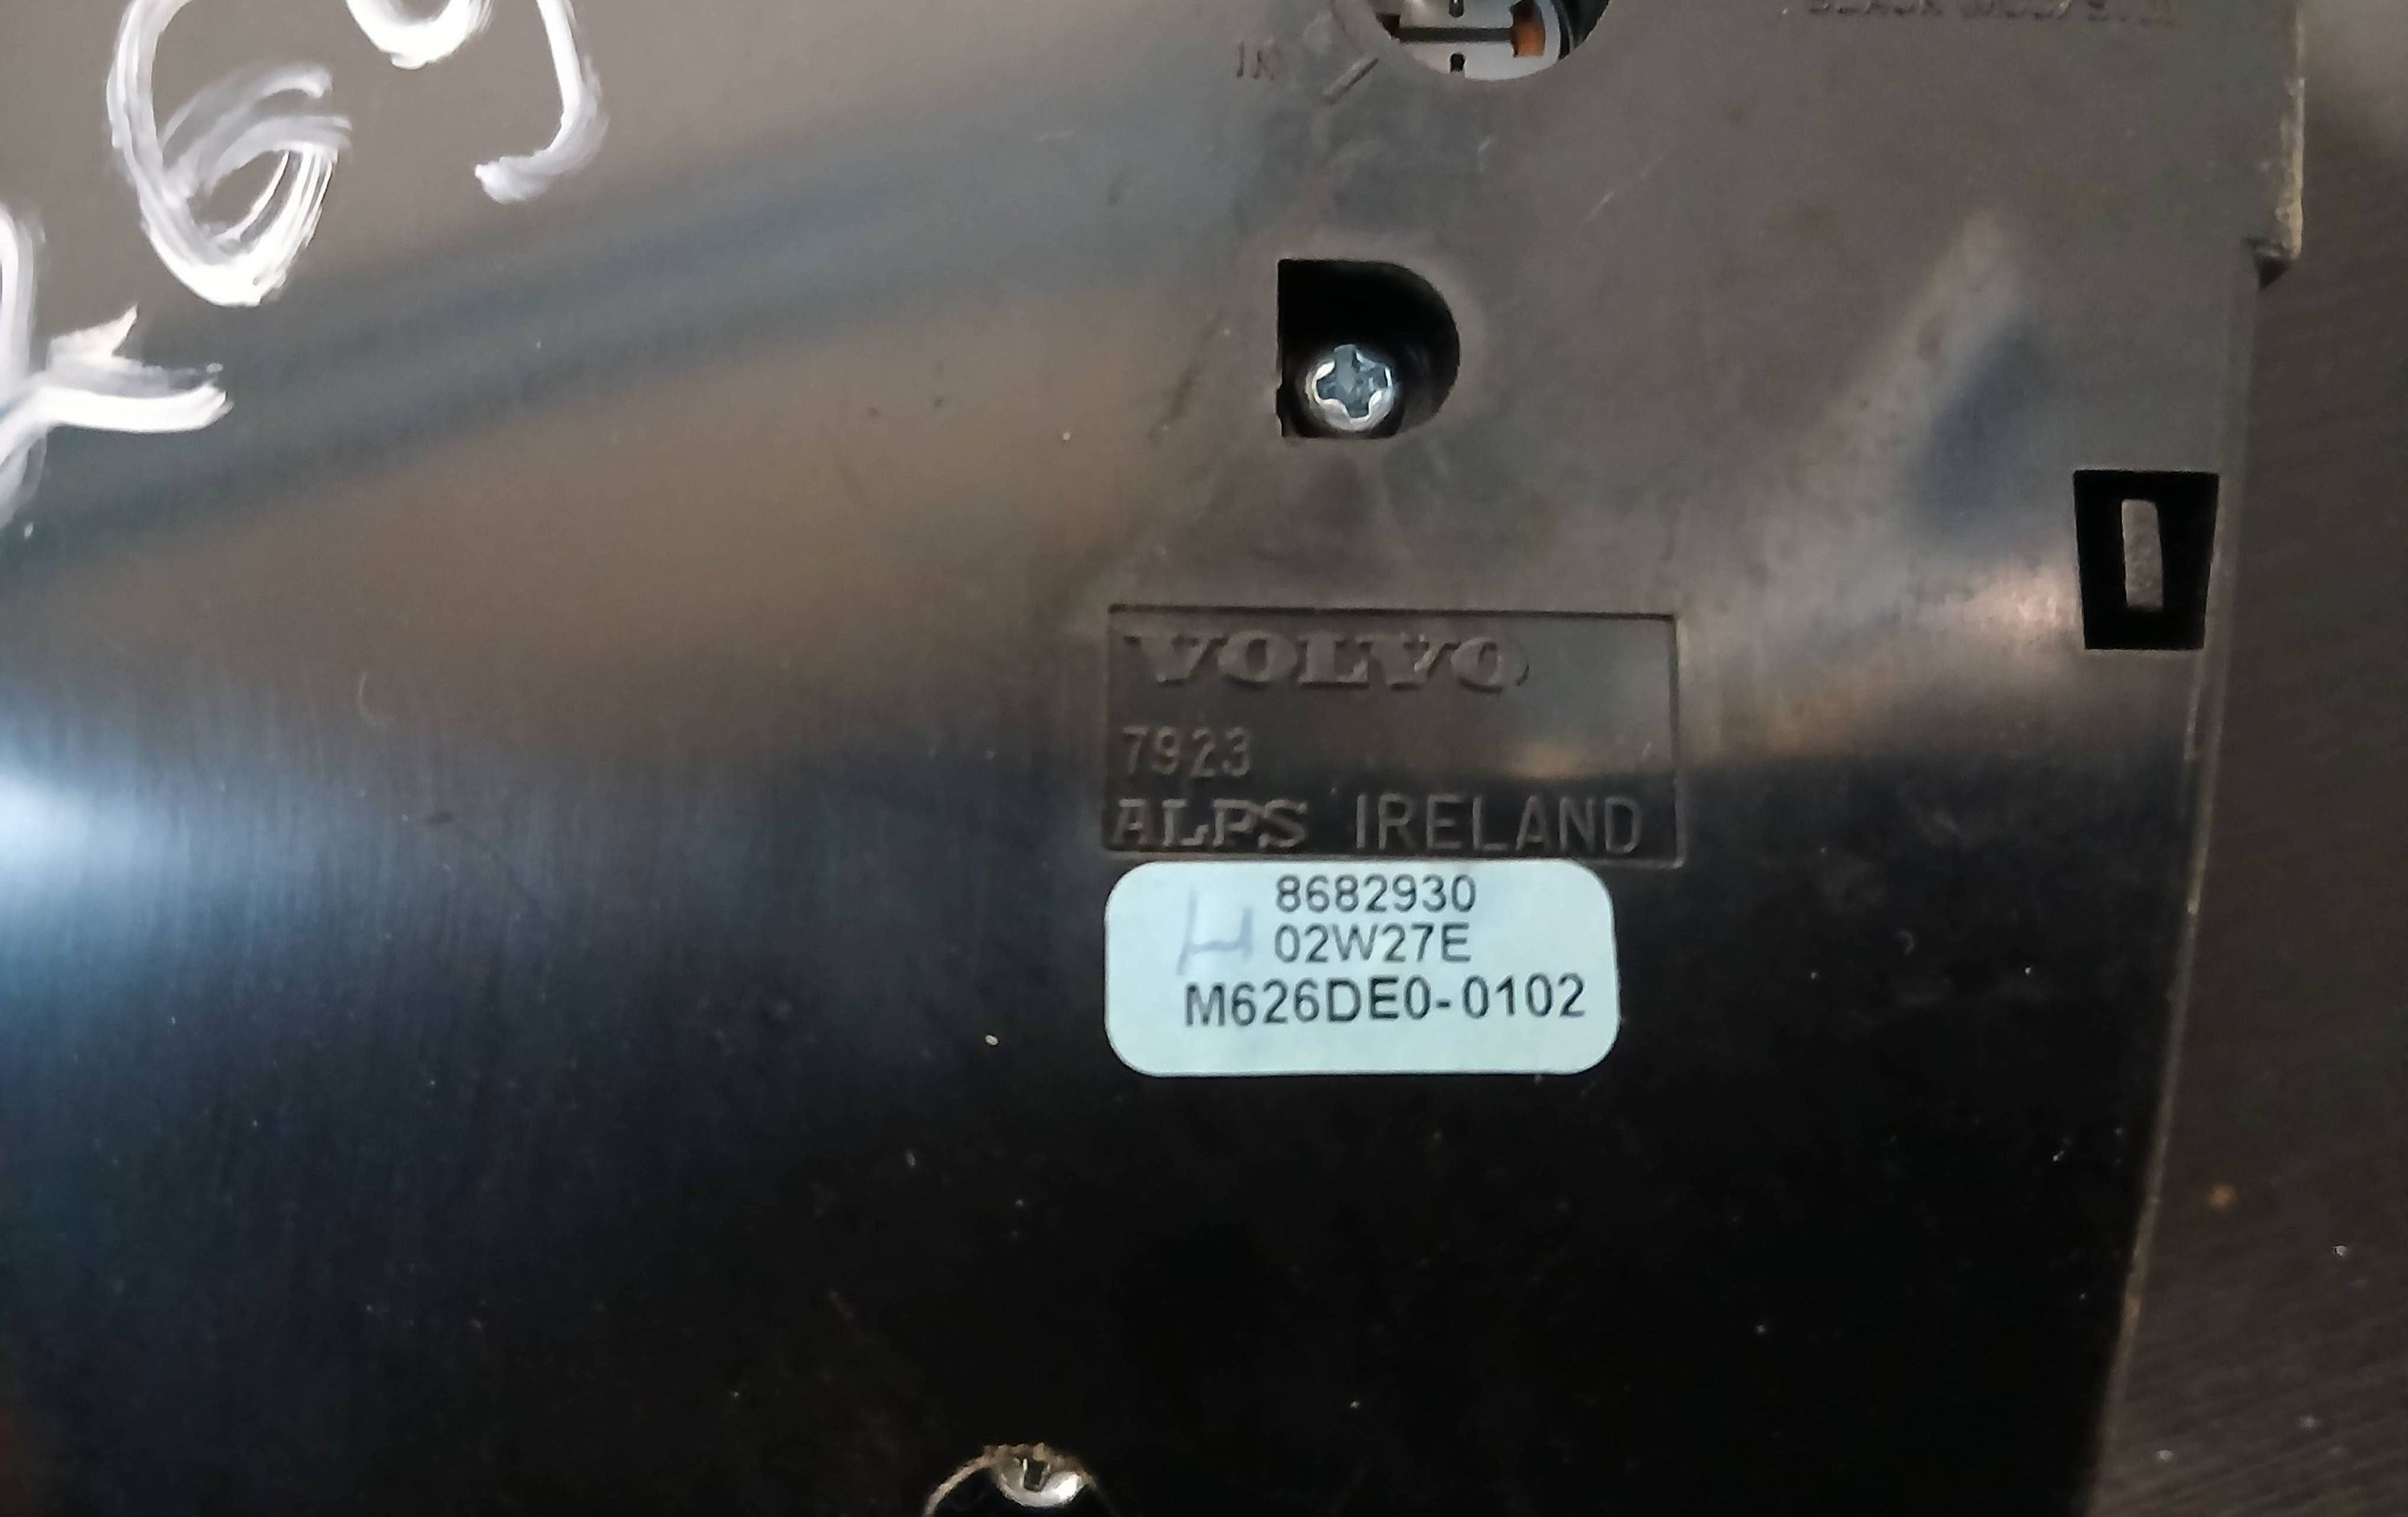 VOLVO
7923
ALPS IRELAND
8682930
H 02W27E
M626DE0-0102